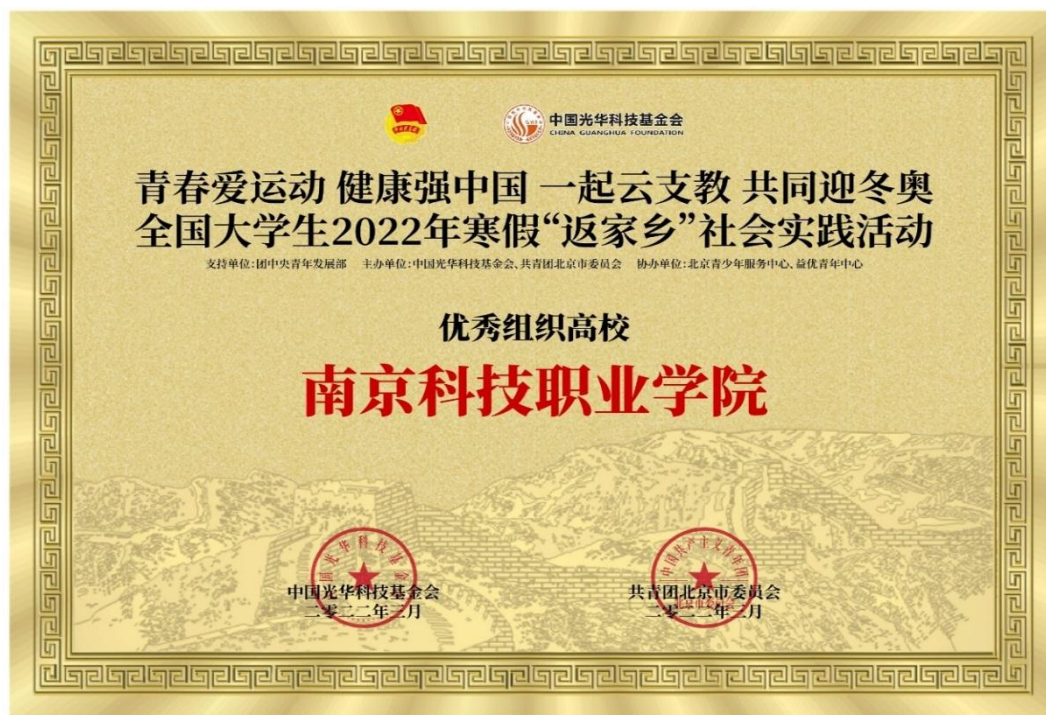 中国光华科技基金会
CHINA GUANGHUA FOUNDATION
青春爱运动 健康强中国 一起云支教 共同迎冬奥
全国大学生2022年寒假“返家乡”社会实践活动
支持单位:团中央青年发展部 主办单位:中国光华科技基金会、共青团北京市委员会 协办单位:北京青少年服务中心、益优青年中心
优秀组织高校
南京科技职业学院
中国光华科技基金会
二零二二年三月
共青团北京市委员会
二零二二年三月